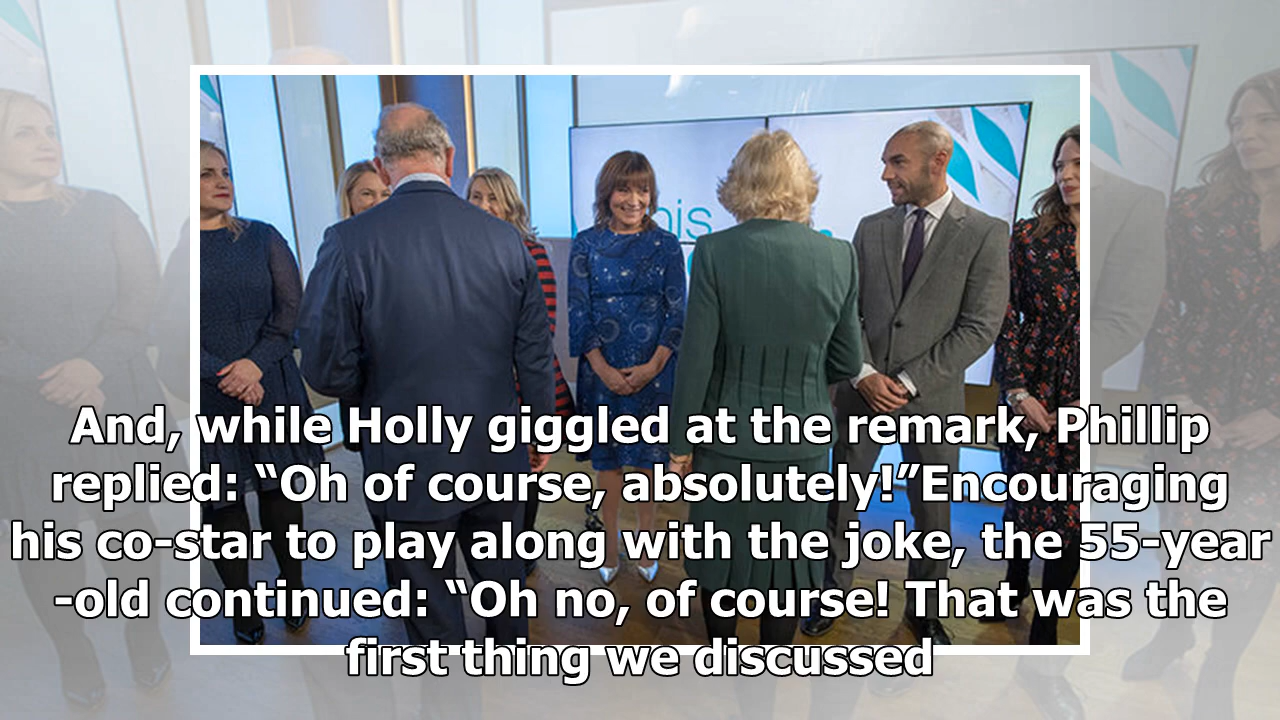 his
And, while Holly giggled at the remark, Phillip
replied: “Oh of course, absolutely!”Encouraging
his co-star to play along with the joke, the 55-year
-old continued: “Oh no, of course! That was the
first thing we discussed